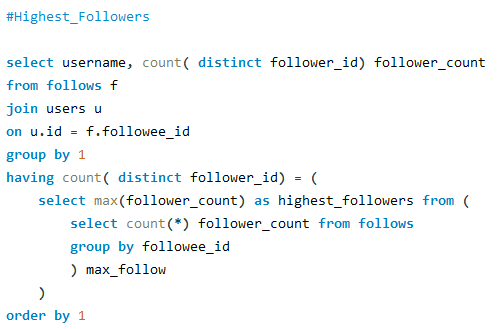 #Highest_Followers
select username, count( distinct follower_id) follower_count
from follows f
join users u
on u.id = f.followee_id
group by 1
having count( distinct follower_id) = (
select max(follower_count) as highest_followers from (
select count(*) follower_count from follows
group by followee_id
) max_follow
)
order by 1